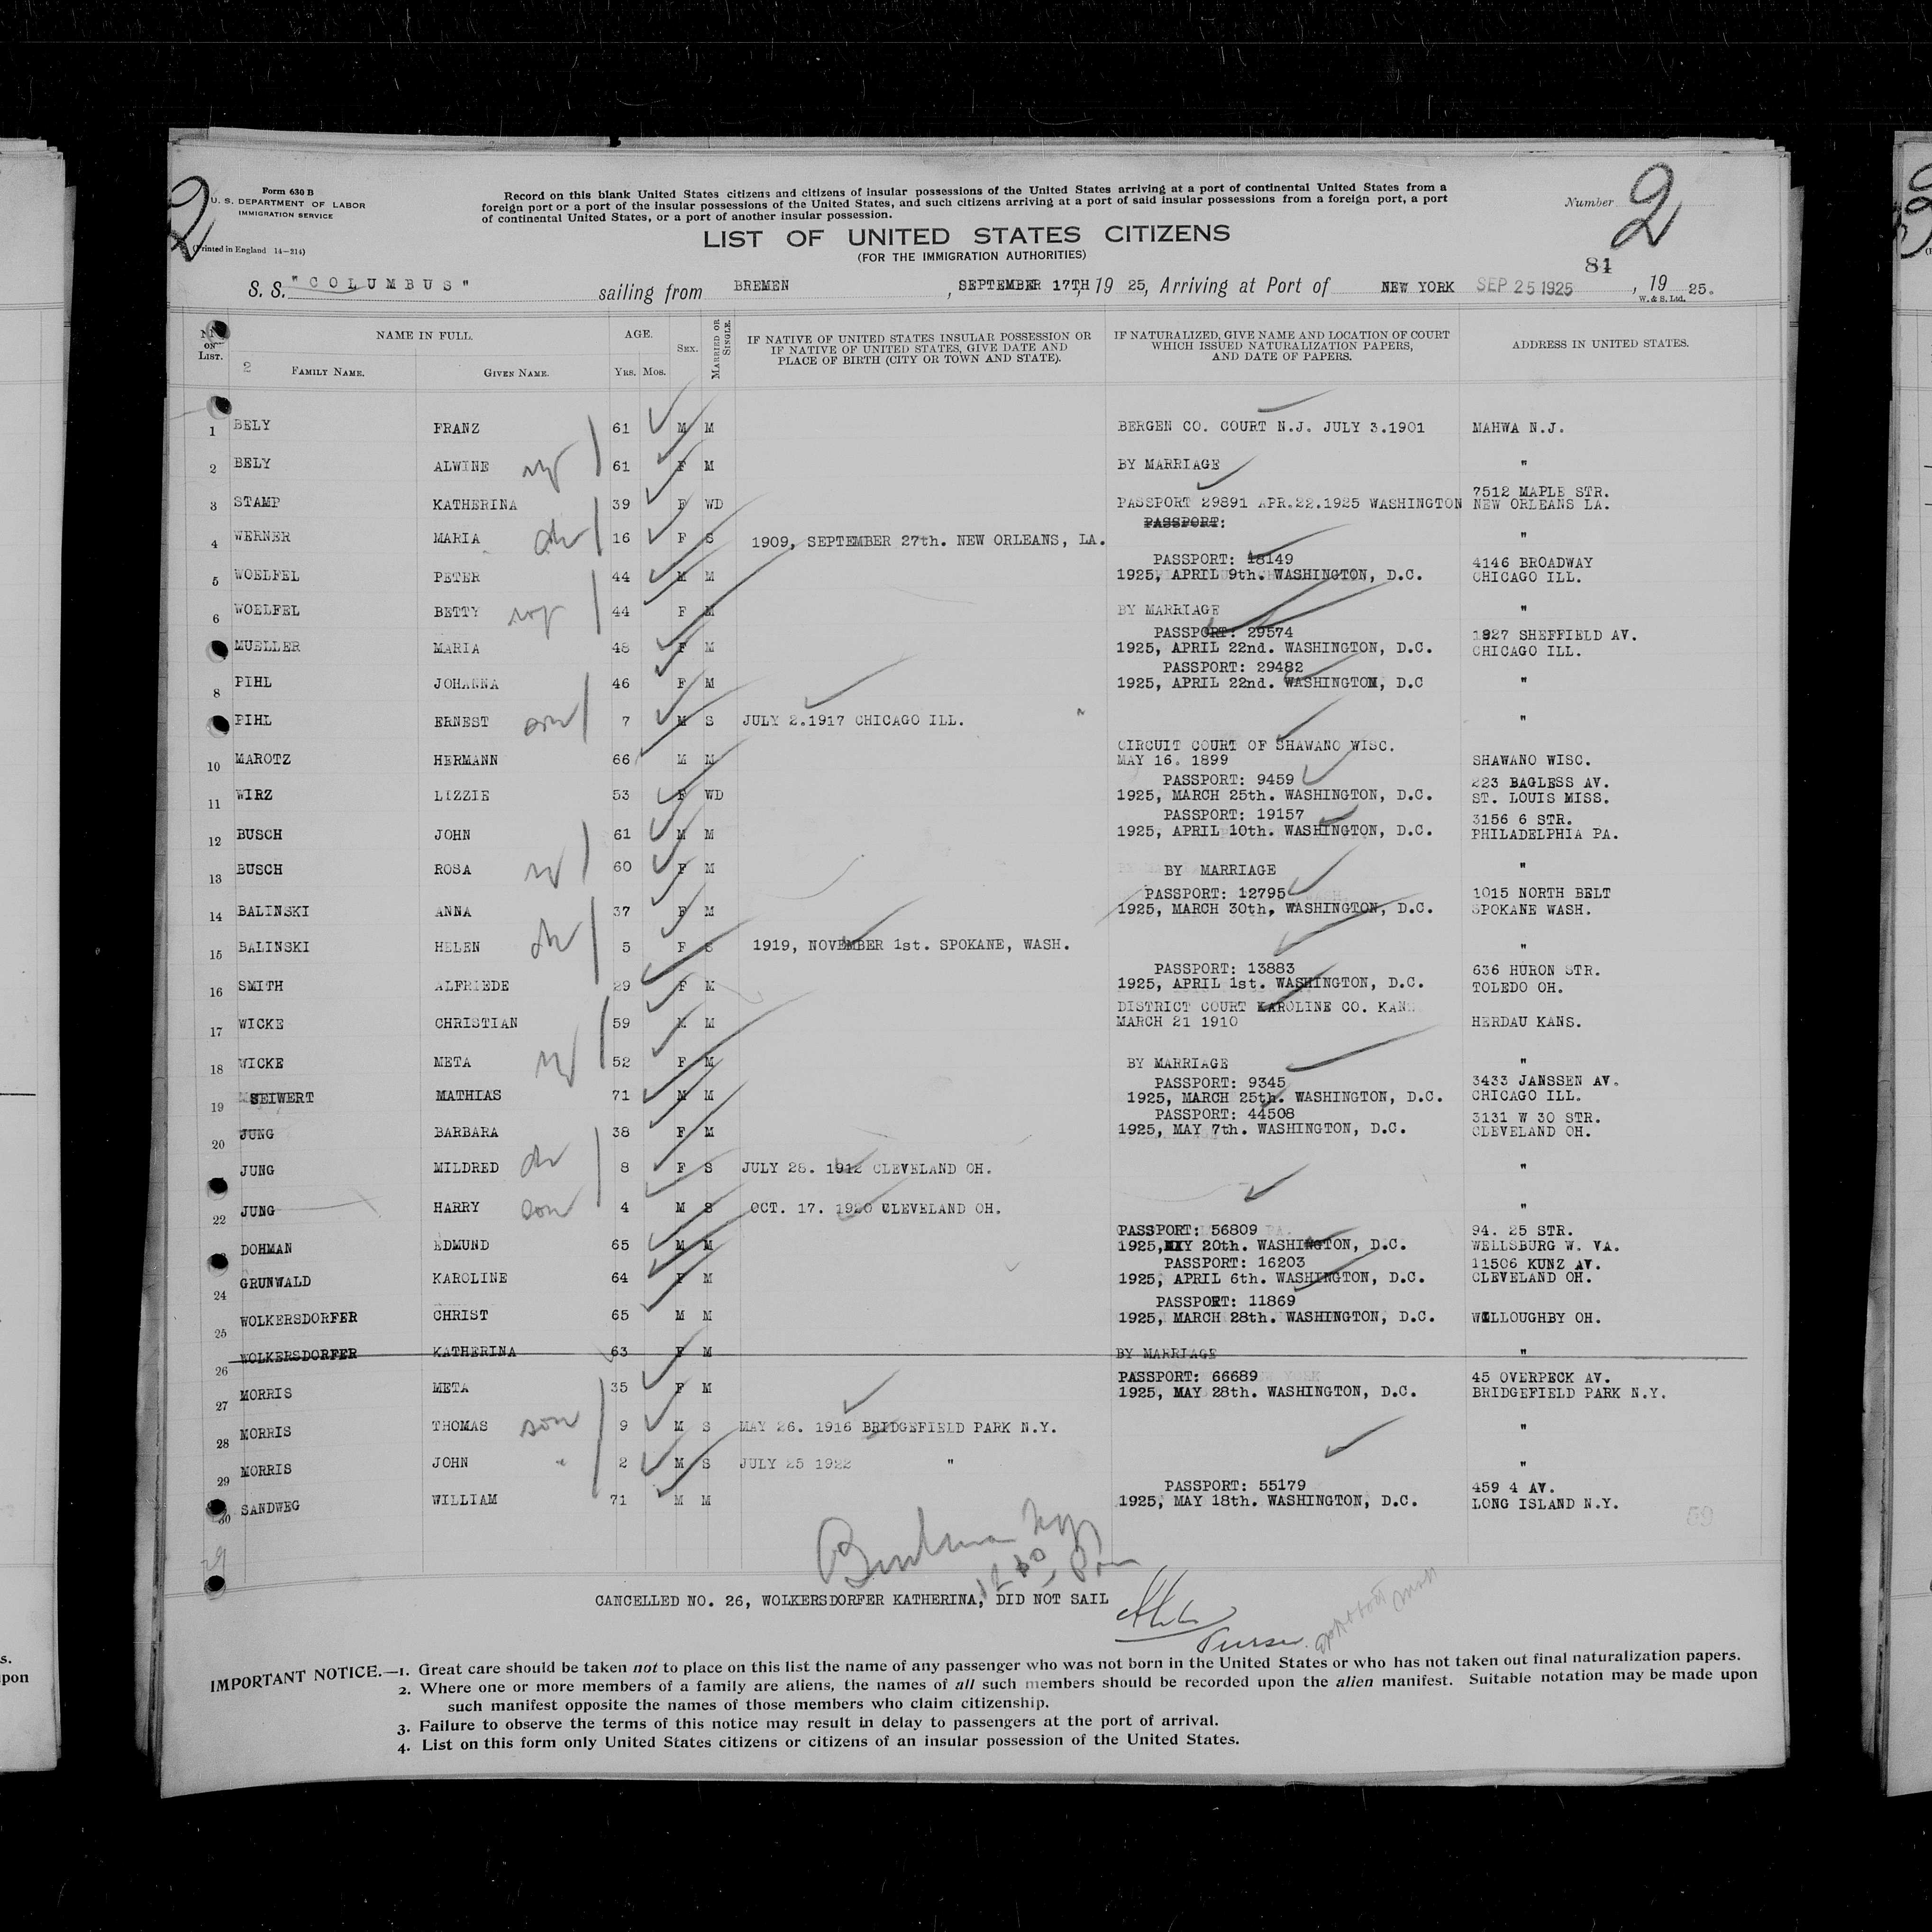 2
Form 630 B
U. S. DEPARTMENT OF LABOR
IMMIGRATION SERVICE
(Printed in England 14—214)
Record on this blank United States citizens and citizens of insular possessions of the United States arriving at a port of continental United States from a
foreign port or a port of the insular possessions of the United States, and such citizens arriving at a port of said insular possessions from a foreign port, a port
of continental United States, or a port of another insular possession.
Number 2
LIST OF UNITED STATES CITIZENS
(FOR THE IMMIGRATION AUTHORITIES)
81
S. S. "COLUMBUS" sailing from BREMEN, SEPTEMBER 17TH, 19 25, Arriving at Port of NEW YORK SEP 25 1925, 19 25.
W. & S. Ltd.
ON LIST. NAME IN FULL. AGE. SEX. MARRIED OR SINGLE. IF NATIVE OF UNITED STATES INSULAR POSSESSION OR IF NATIVE OF UNITED STATES, GIVE DATE AND PLACE OF BIRTH (CITY OR TOWN AND STATE). IF NATURALIZED, GIVE NAME AND LOCATION OF COURT WHICH ISSUED NATURALIZATION PAPERS, AND DATE OF PAPERS. ADDRESS IN UNITED STATES.
2 FAMILY NAME. GIVEN NAME. YRS. MOS.
1 BELY FRANZ 61 M M BERGEN CO. COURT N.J. JULY 3.1901 MAHWA N.J.
2 BELY ALWINE 61 F M BY MARRIAGE "
7512 MAPLE STR.
3 STAMP KATHERINA 39 F WD PASSPORT 29891 APR.22.1925 WASHINGTON NEW ORLEANS LA.
PASSPORT:
4 WERNER MARIA 16 F S 1909, SEPTEMBER 27th. NEW ORLEANS, LA. "
PASSPORT: 18149 4146 BROADWAY
5 WOELFEL PETER 44 M M 1925, APRIL 9th. WASHINGTON, D.C. CHICAGO ILL.
6 WOELFEL BETTY 44 F M BY MARRIAGE "
PASSPORT: 29574 1827 SHEFFIELD AV.
MUELLER MARIA 48 F M 1925, APRIL 22nd. WASHINGTON, D.C. CHICAGO ILL.
PASSPORT: 29482
8 PIHL JOHANNA 46 F M 1925, APRIL 22nd. WASHINGTON, D.C "
PIHL ERNEST 7 M S JULY 2.1917 CHICAGO ILL. "
CIRCUIT COURT OF SHAWANO WISC.
10 MAROTZ HERMANN 66 M M MAY 16. 1899 SHAWANO WISC.
PASSPORT: 9459 223 BAGLESS AV.
11 WIRZ LIZZIE 53 F WD 1925, MARCH 25th. WASHINGTON, D.C. ST. LOUIS MISS.
PASSPORT: 19157 3156 6 STR.
12 BUSCH JOHN 61 M M 1925, APRIL 10th. WASHINGTON, D.C. PHILADELPHIA PA.
13 BUSCH ROSA 60 F M BY MARRIAGE "
PASSPORT: 12795 1015 NORTH BELT
14 BALINSKI ANNA 37 F M 1925, MARCH 30th, WASHINGTON, D.C. SPOKANE WASH.
15 BALINSKI HELEN 5 F S 1919, NOVEMBER 1st. SPOKANE, WASH. "
PASSPORT: 13883 636 HURON STR.
16 SMITH ALFRIEDE 29 F M 1925, APRIL 1st. WASHINGTON, D.C. TOLEDO OH.
DISTRICT COURT KAROLINE CO. KANS
17 WICKE CHRISTIAN 59 M M MARCH 21 1910 HERDAU KANS.
18 WICKE META 52 F M BY MARRIAGE "
PASSPORT: 9345 3433 JANSSEN AV.
19 SEIWERT MATHIAS 71 M M 1925, MARCH 25th. WASHINGTON, D.C. CHICAGO ILL.
PASSPORT: 44508 3131 W 30 STR.
20 JUNG BARBARA 38 F M 1925, MAY 7th. WASHINGTON, D.C. CLEVELAND OH.
JUNG MILDRED 8 F S JULY 28. 1912 CLEVELAND OH. "
22 JUNG HARRY son 4 M S OCT. 17. 1920 CLEVELAND OH. "
PASSPORT: 56809 94. 25 STR.
DOHMAN EDMUND 65 M M 1925, MAY 20th. WASHINGTON, D.C. WELLSBURG W. VA.
PASSPORT: 16203 11506 KUNZ AV.
24 GRUNWALD KAROLINE 64 F M 1925, APRIL 6th. WASHINGTON, D.C. CLEVELAND OH.
PASSPORT: 11869
25 WOLKERSDORFER CHRIST 65 M M 1925, MARCH 28th. WASHINGTON, D.C. WILLOUGHBY OH.
26 WOLKERSDORFER KATHERINA 63 F M BY MARRIAGE "
PASSPORT: 66689 45 OVERPECK AV.
27 MORRIS META 35 F M 1925, MAY 28th. WASHINGTON, D.C. BRIDGEFIELD PARK N.Y.
28 MORRIS THOMAS son 9 M S MAY 26. 1916 BRIDGEFIELD PARK N.Y. "
29 MORRIS JOHN " 2 M S JULY 25 1922 " "
PASSPORT: 55179 459 4 AV.
30 SANDWEG WILLIAM 71 M M 1925, MAY 18th. WASHINGTON, D.C. LONG ISLAND N.Y.
59
29
CANCELLED NO. 26, WOLKERSDORFER KATHERINA, DID NOT SAIL
Purser.
IMPORTANT NOTICE.—1. Great care should be taken not to place on this list the name of any passenger who was not born in the United States or who has not taken out final naturalization papers.
2. Where one or more members of a family are aliens, the names of all such members should be recorded upon the alien manifest. Suitable notation may be made upon
such manifest opposite the names of those members who claim citizenship.
3. Failure to observe the terms of this notice may result in delay to passengers at the port of arrival.
4. List on this form only United States citizens or citizens of an insular possession of the United States.
s.
pon